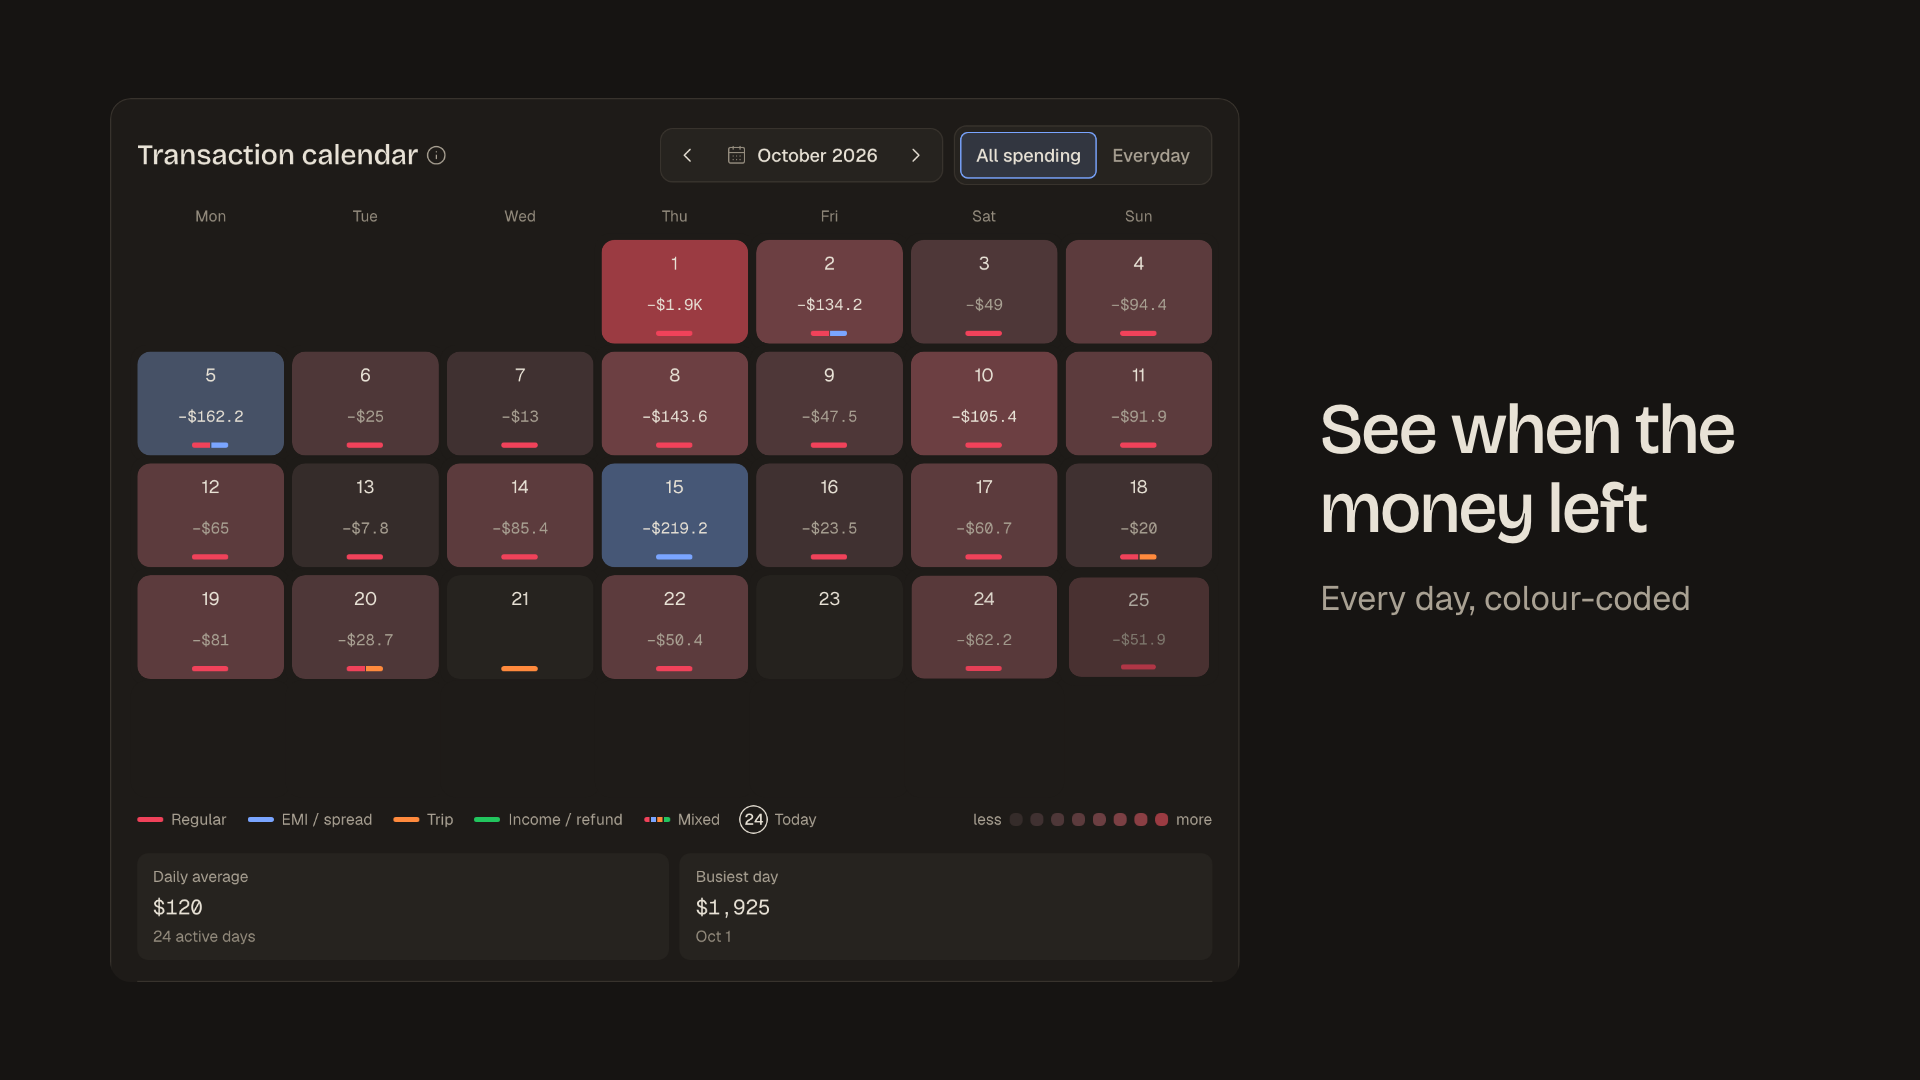 Transaction calendar
October 2026
All spending
Everyday
Mon Tue Wed Thu Fri Sat Sun
1 2 3 4
-$1.9K -$134.2 -$49 -$94.4
5 6 7 8 9 10 11
-$162.2 -$25 -$13 -$143.6 -$47.5 -$105.4 -$91.9
12 13 14 15 16 17 18
-$65 -$7.8 -$85.4 -$219.2 -$23.5 -$60.7 -$20
19 20 21 22 23 24 25
-$81 -$28.7 -$50.4 -$62.2 -$51.9
Regular EMI / spread Trip Income / refund Mixed 24 Today less more
Daily average
$120
24 active days
Busiest day
$1,925
Oct 1
See when the
money left
Every day, colour-coded